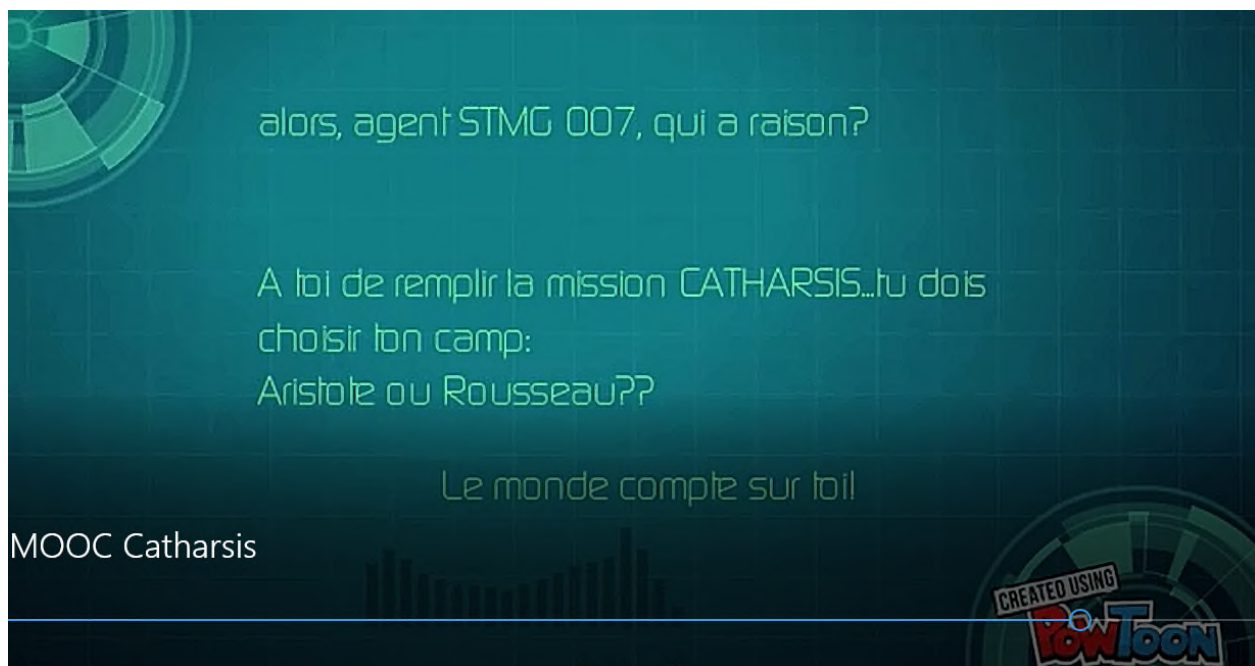 alors, agent STMG 007, qui a raison?
A toi de remplir la mission CATHARSIS...tu dois
choisir ton camp:
Aristote ou Rousseau??
Le monde compte sur toi!
MOOC Catharsis
CREATED USING
POWTOON